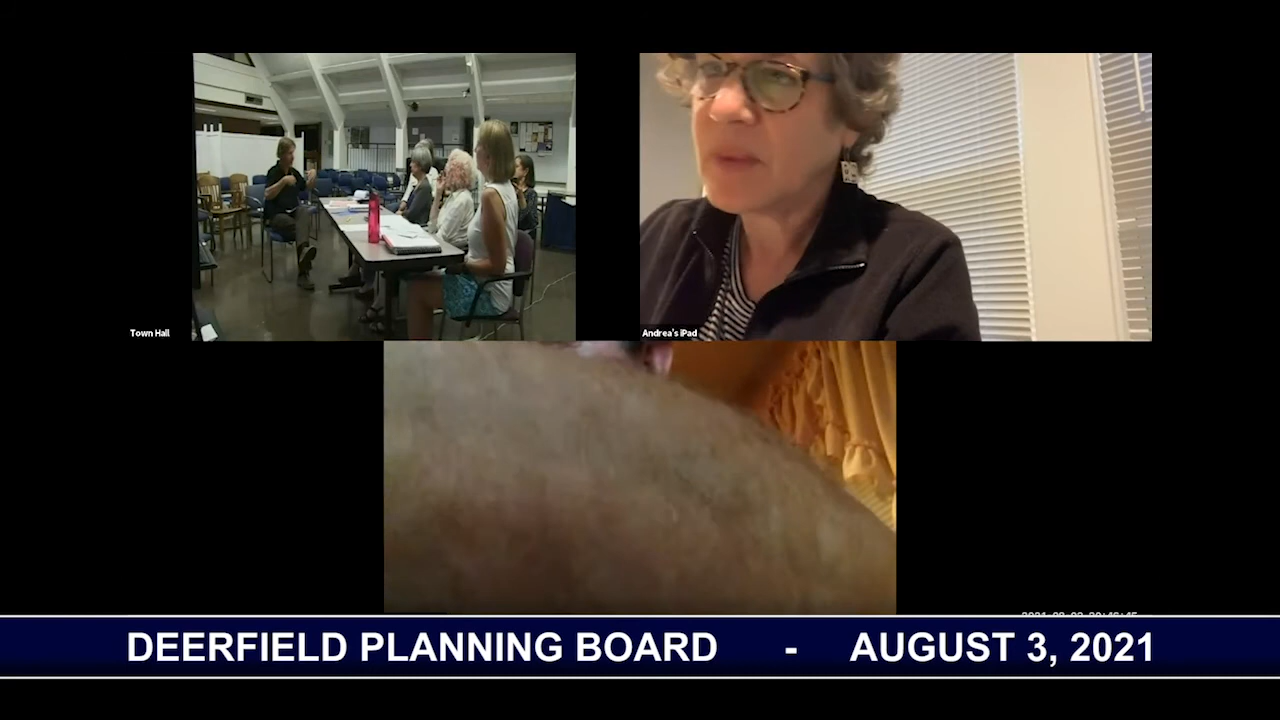 Town Hall
Andrea's iPad
DEERFIELD PLANNING BOARD - AUGUST 3, 2021